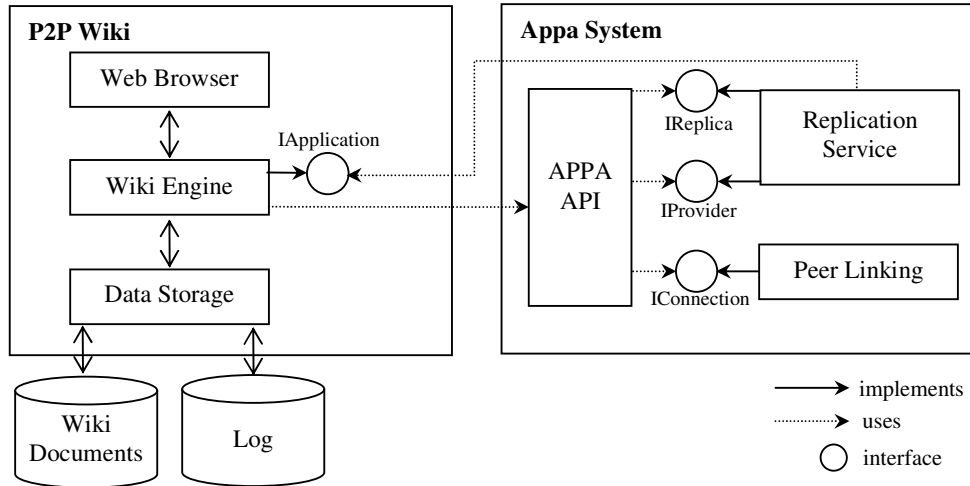 P2P Wiki
Web Browser
IApplication
Wiki Engine
Data Storage
Wiki
Documents
Log
Appa System
APPA
API
IReplica
IProvider
IConnection
Replication
Service
Peer Linking
implements
uses
interface